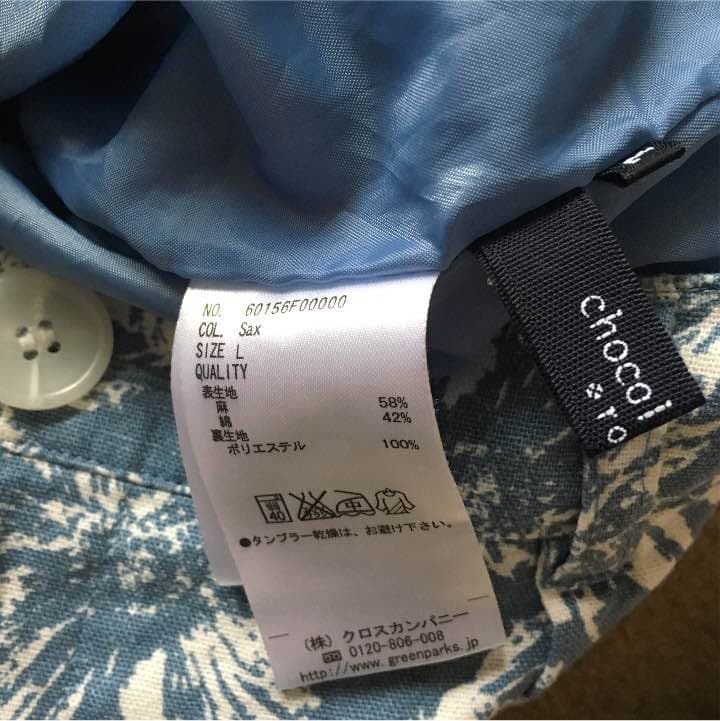 NO. 60156F00000
COL. Sax
SIZE L
QUALITY
表生地
麻 58%
綿 42%
裏生地
ポリエステル 100%
40
●タンブラー乾燥は、お避け下さい。
(株) クロスカンパニー
0120-806-008
http://www.greenparks.jp
chocol
ro